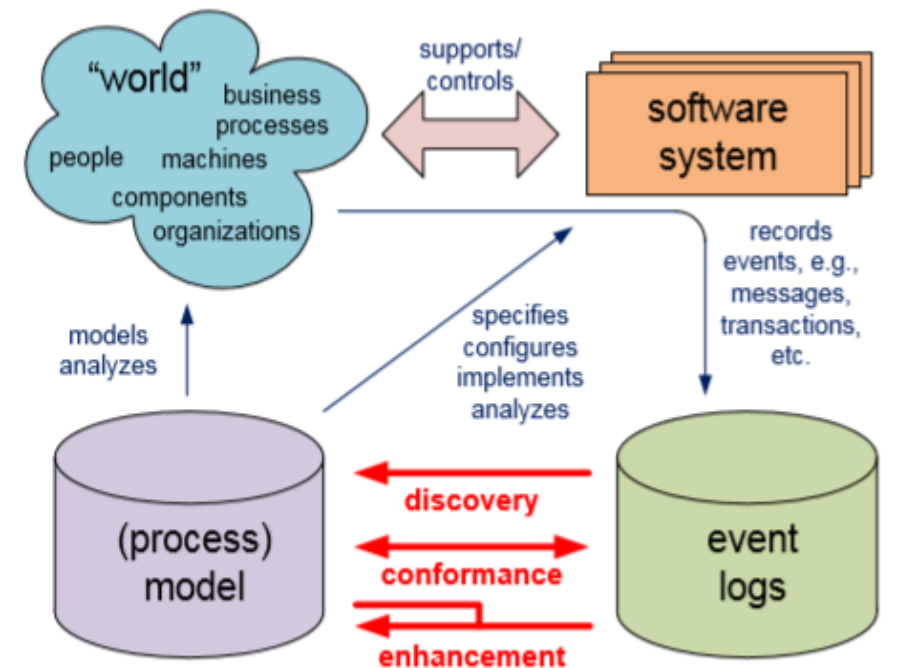 “world”
business
processes
people
machines
components
organizations
supports/
controls
software
system
records
events, e.g.,
messages,
transactions,
etc.
models
analyzes
specifies
configures
implements
analyzes
(process)
model
discovery
conformance
enhancement
event
logs